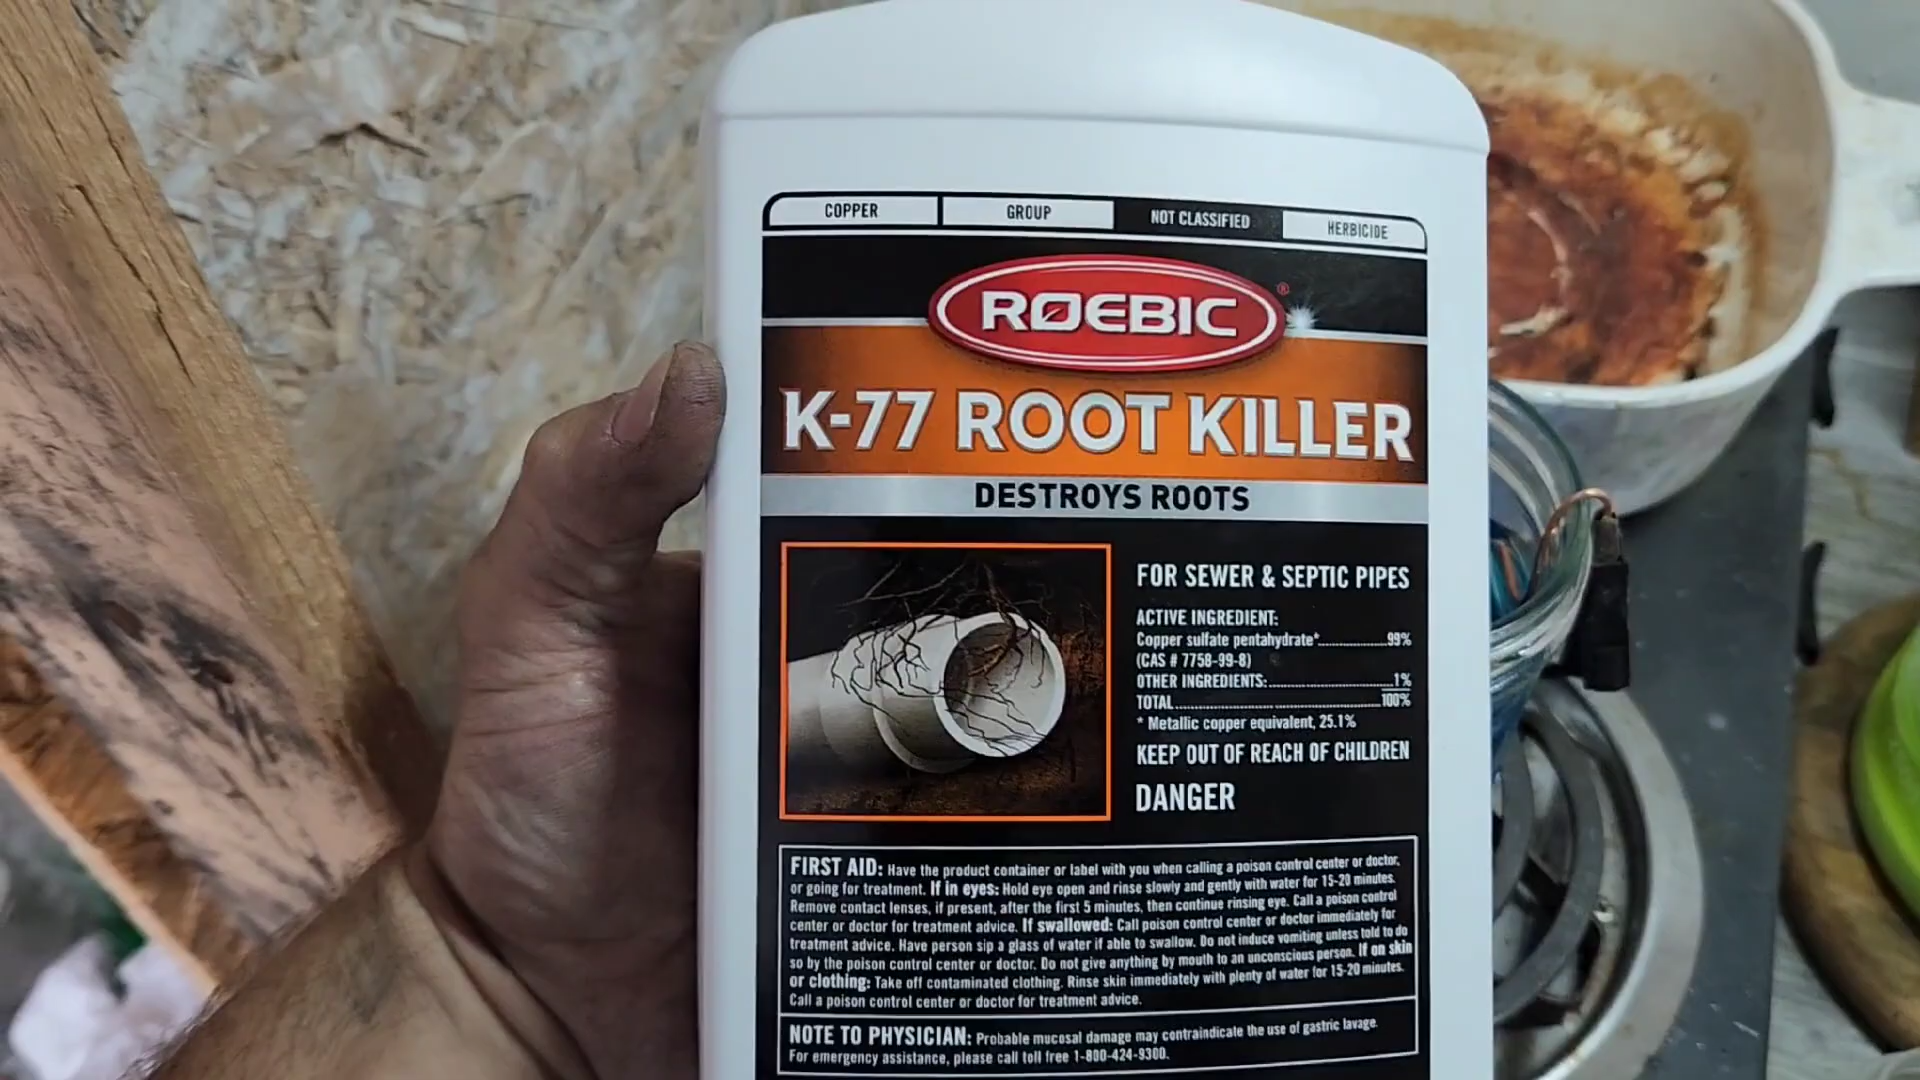 COPPER GROUP NOT CLASSIFIED HERBICIDE
ROEBIC®
K-77 ROOT KILLER
DESTROYS ROOTS
FOR SEWER & SEPTIC PIPES
ACTIVE INGREDIENT:
Copper sulfate pentahydrate*..................99%
(CAS # 7758-99-8)
OTHER INGREDIENTS:..............................1%
TOTAL......................................................100%
* Metallic copper equivalent, 25.1%
KEEP OUT OF REACH OF CHILDREN
DANGER
FIRST AID: Have the product container or label with you when calling a poison control center or doctor,
or going for treatment. If in eyes: Hold eye open and rinse slowly and gently with water for 15-20 minutes.
Remove contact lenses, if present, after the first 5 minutes, then continue rinsing eye. Call a poison control
center or doctor for treatment advice. If swallowed: Call poison control center or doctor immediately for
treatment advice. Have person sip a glass of water if able to swallow. Do not induce vomiting unless told to do
so by the poison control center or doctor. Do not give anything by mouth to an unconscious person. If on skin
or clothing: Take off contaminated clothing. Rinse skin immediately with plenty of water for 15-20 minutes.
Call a poison control center or doctor for treatment advice.
NOTE TO PHYSICIAN: Probable mucosal damage may contraindicate the use of gastric lavage.
For emergency assistance, please call toll free 1-800-424-9300.